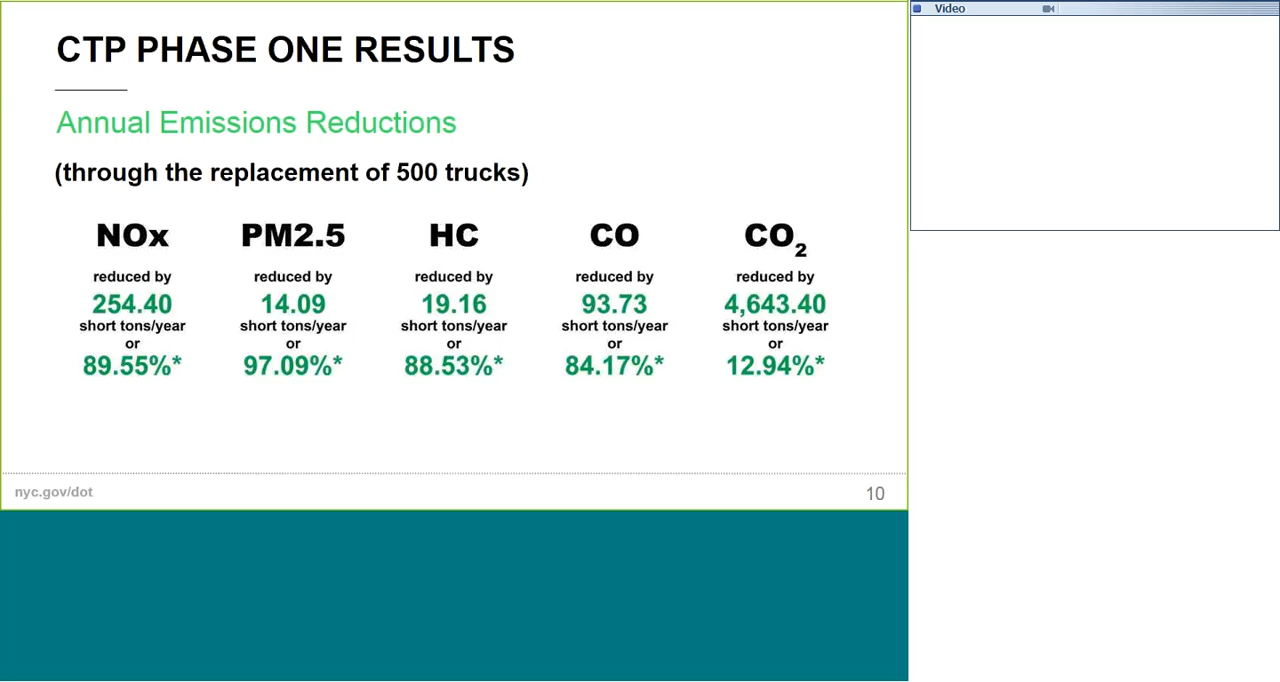 CTP PHASE ONE RESULTS
Annual Emissions Reductions
(through the replacement of 500 trucks)
NOx
reduced by
254.40
short tons/year
or
89.55%*
PM2.5
reduced by
14.09
short tons/year
or
97.09%*
HC
reduced by
19.16
short tons/year
or
88.53%*
CO
reduced by
93.73
short tons/year
or
84.17%*
CO2
reduced by
4,643.40
short tons/year
or
12.94%*
nyc.gov/dot
10
Video